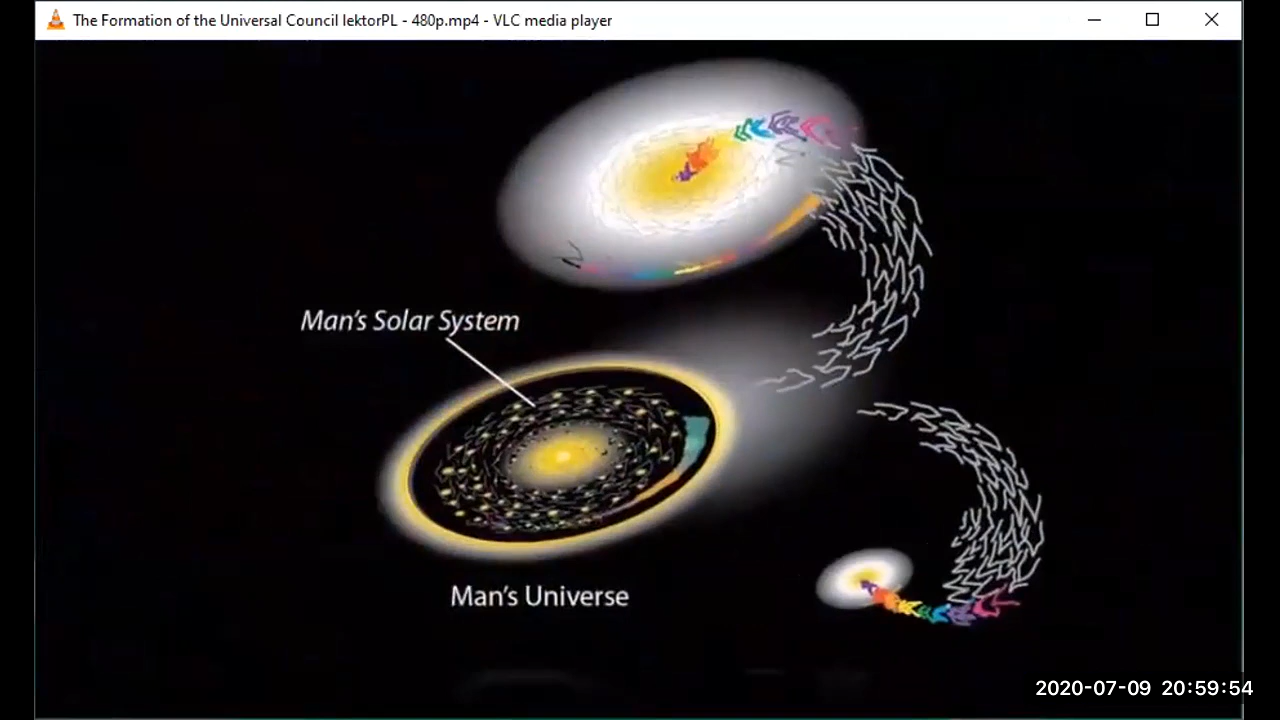 The Formation of the Universal Council lektorPL - 480p.mp4 - VLC media player
Man's Solar System
Man's Universe
2020-07-09 20:59:54